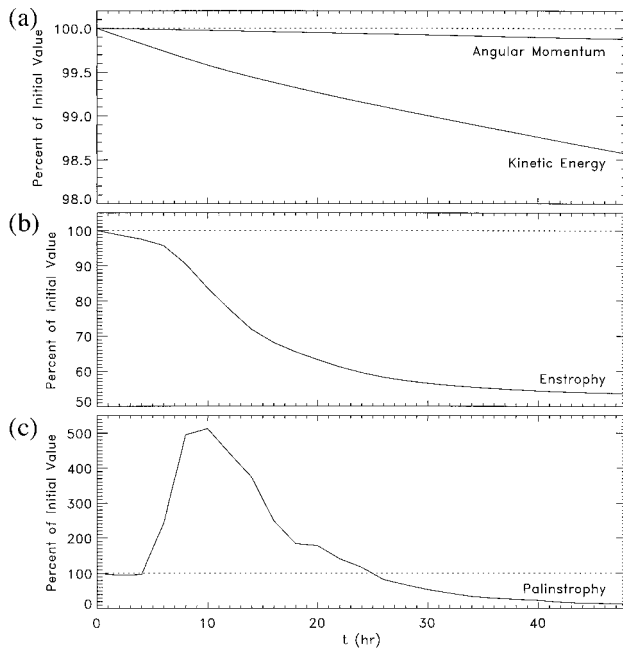 (a)
Percent of Initial Value
100.0
99.5
99.0
98.5
98.0
Angular Momentum
Kinetic Energy
(b)
Percent of Initial Value
100
90
80
70
60
50
Enstrophy
(c)
Percent of Initial Value
500
400
300
200
100
0
Palinstrophy
0
10
20
30
40
t (hr)